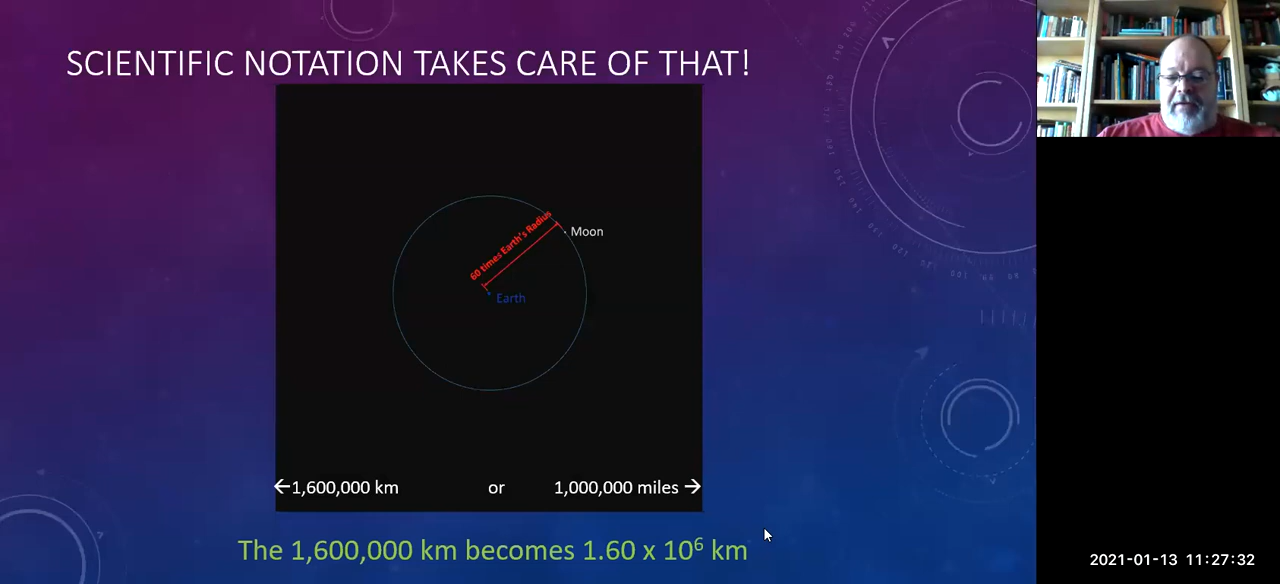 SCIENTIFIC NOTATION TAKES CARE OF THAT!
60 times Earth's Radius
Moon
Earth
←1,600,000 km or 1,000,000 miles →
The 1,600,000 km becomes 1.60 x 10⁶ km
2021-01-13 11:27:32